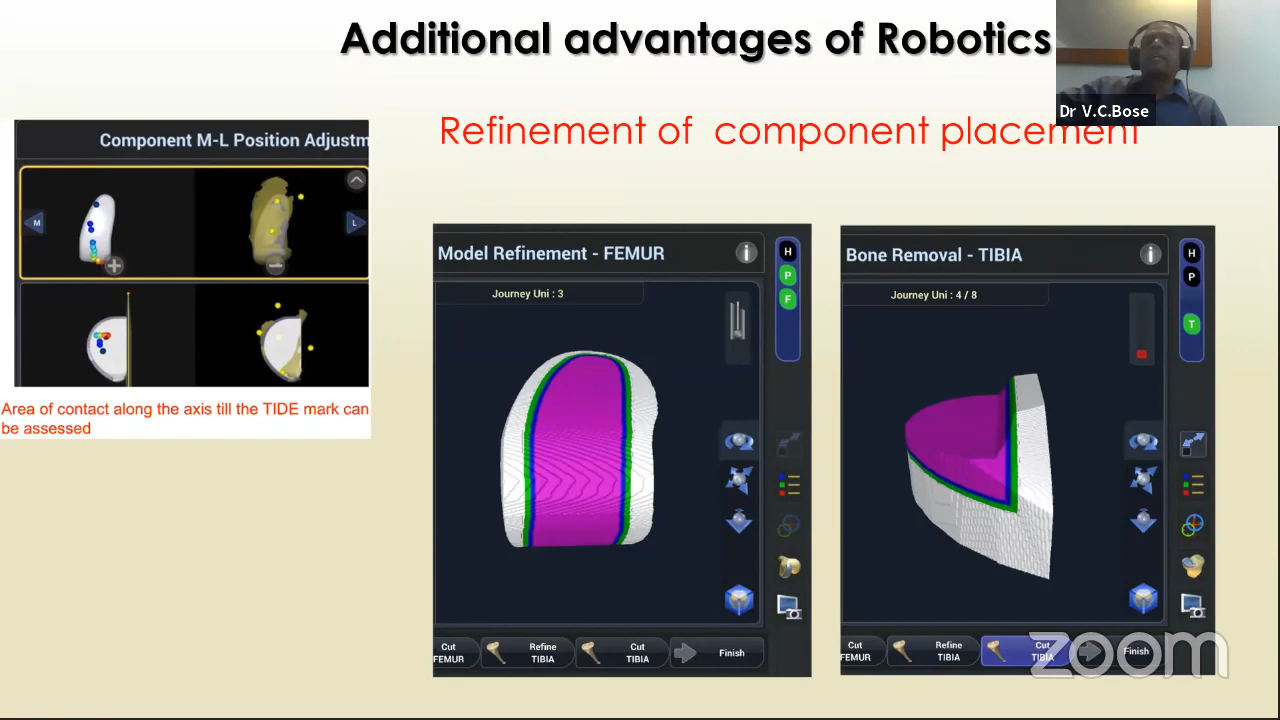 Additional advantages of Robotics
Dr V.C.Bose
Refinement of component placement
Component M-L Position Adjustm
M
L
Area of contact along the axis till the TIDE mark can
be assessed
Model Refinement - FEMUR
i
H
P
F
Journey Uni : 3
Cut
FEMUR
Refine
TIBIA
Cut
TIBIA
Finish
Bone Removal - TIBIA
i
H
P
T
Journey Uni : 4 / 8
Cut
FEMUR
Refine
TIBIA
Cut
TIBIA
Finish
zoom